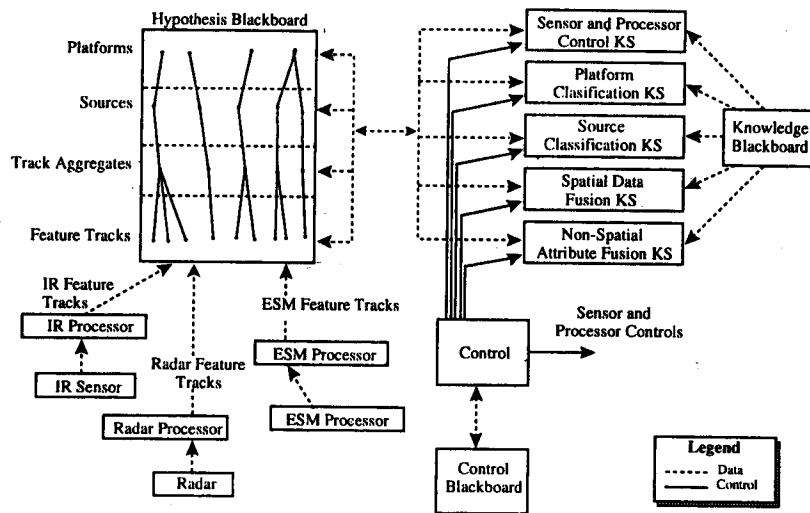 Hypothesis Blackboard
Platforms
Sources
Track Aggregates
Feature Tracks
IR Feature
Tracks
IR Processor
IR Sensor
Radar Feature
Tracks
Radar Processor
Radar
ESM Feature Tracks
ESM Processor
ESM Processor
Sensor and Processor
Control KS
Platform
Clasification KS
Source
Classification KS
Spatial Data
Fusion KS
Non-Spatial
Attribute Fusion KS
Knowledge
Blackboard
Control
Sensor and
Processor Controls
Control
Blackboard
Legend
Data
Control